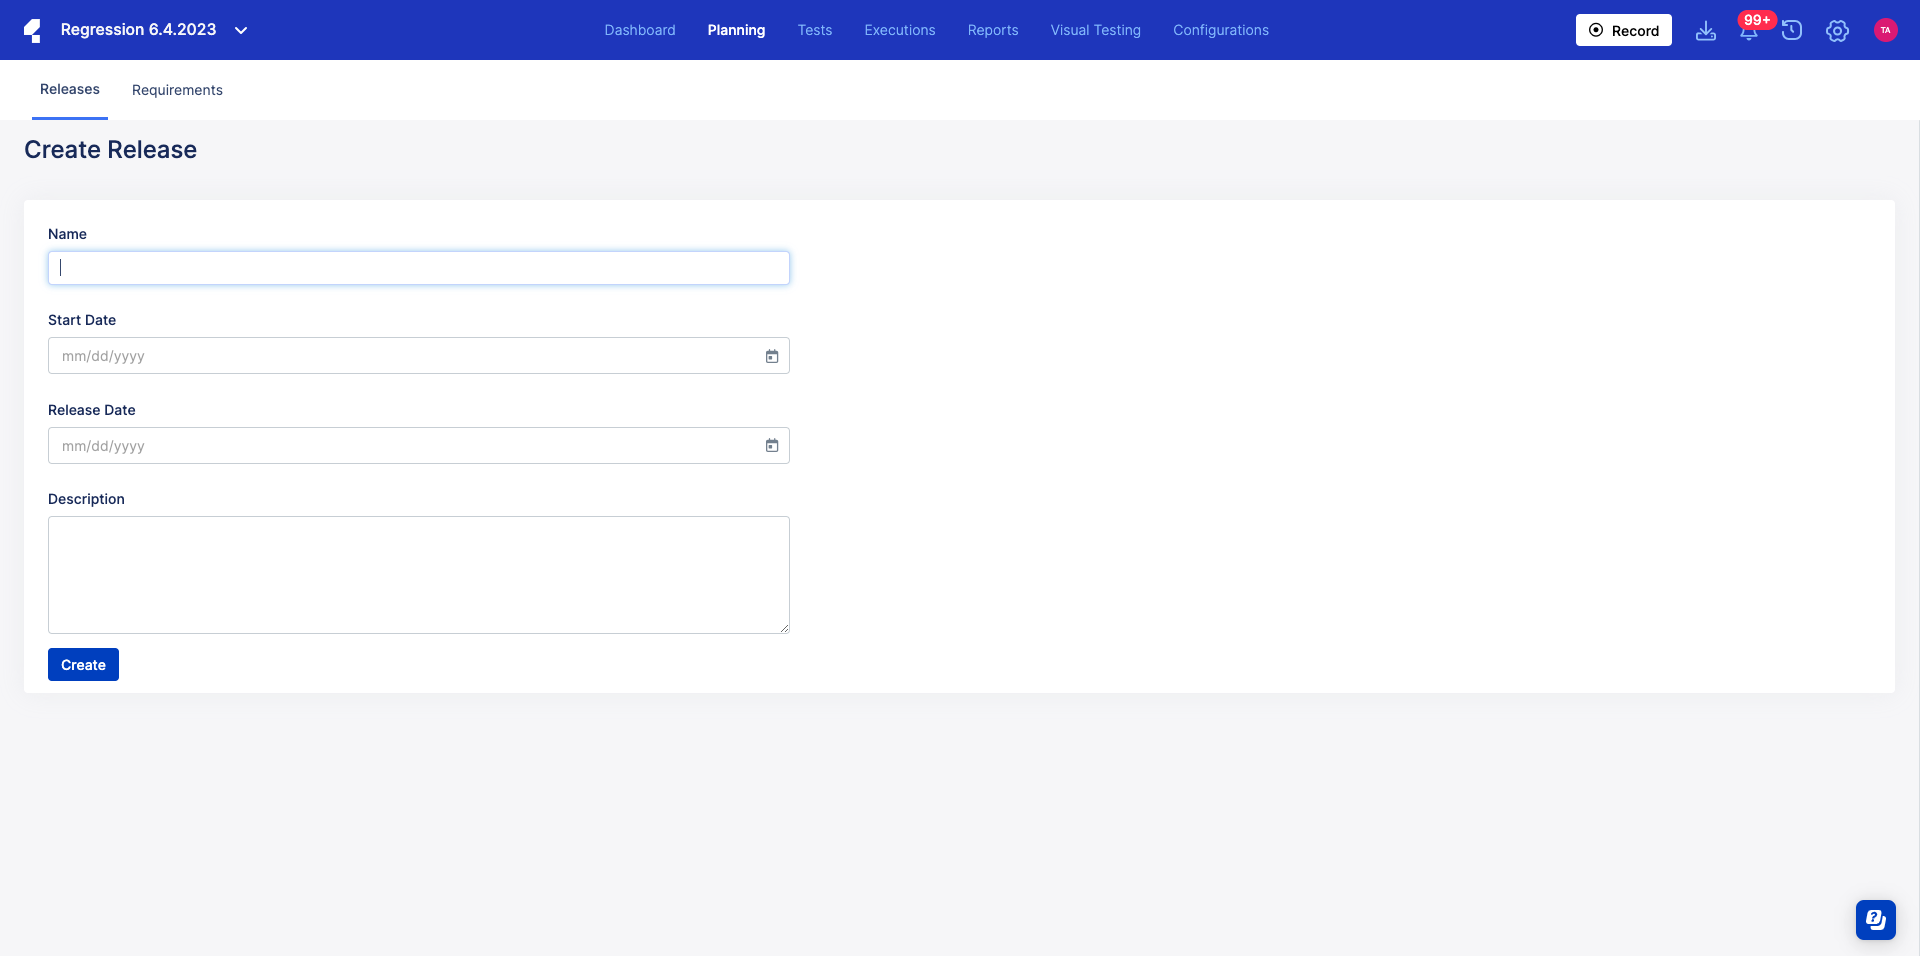 Regression 6.4.2023
Dashboard Planning Tests Executions Reports Visual Testing Configurations
Record
99+
TA
Releases Requirements
Create Release
Name
Start Date
mm/dd/yyyy
Release Date
mm/dd/yyyy
Description
Create
?